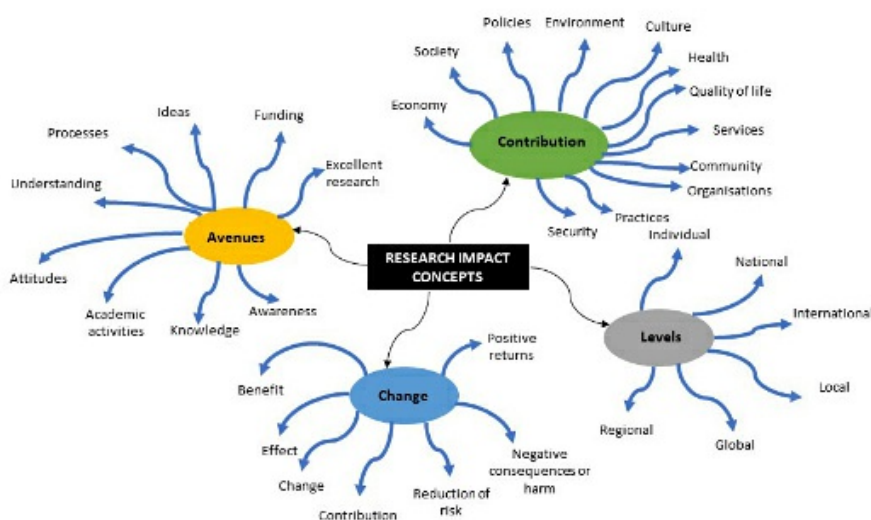 RESEARCH IMPACT
CONCEPTS
Contribution
Economy
Society
Policies
Environment
Culture
Health
Quality of life
Services
Community
Organisations
Practices
Security
Avenues
Attitudes
Understanding
Processes
Ideas
Funding
Excellent
research
Awareness
Knowledge
Academic
activities
Levels
Individual
National
International
Local
Global
Regional
Change
Benefit
Effect
Change
Contribution
Reduction of
risk
Negative
consequences or
harm
Positive
returns